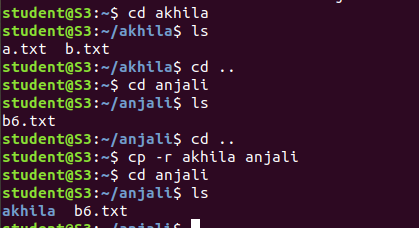 student@S3:~$ cd akhila
student@S3:~/akhila$ ls
a.txt  b.txt
student@S3:~/akhila$ cd ..
student@S3:~$ cd anjali
student@S3:~/anjali$ ls
b6.txt
student@S3:~/anjali$ cd ..
student@S3:~$ cp -r akhila anjali
student@S3:~$ cd anjali
student@S3:~/anjali$ ls
akhila  b6.txt
student@S3:~/anjali$